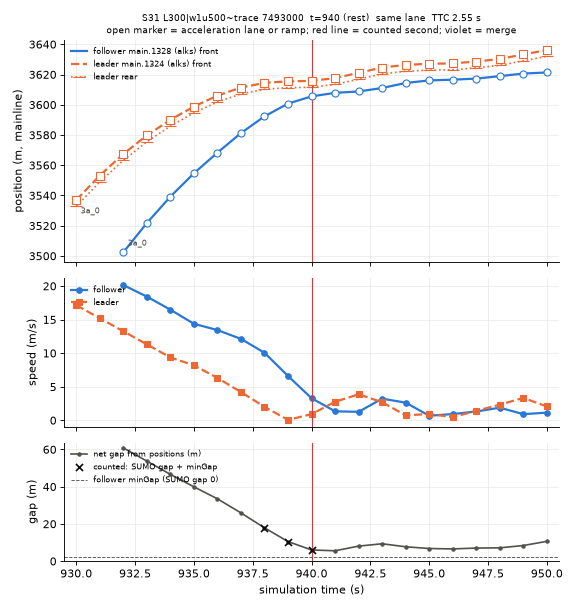 S31 L300|w1u500~trace 7493000  t=940 (rest)  same lane  TTC 2.55 s
open marker = acceleration lane or ramp; red line = counted second; violet = merge
position (m, mainline)
3640
3620
3600
3580
3560
3540
3520
3500
follower main.1328 (alks) front
leader main.1324 (alks) front
leader rear
3a_0
3a_0
speed (m/s)
20
15
10
5
0
follower
leader
gap (m)
60
40
20
0
net gap from positions (m)
counted: SUMO gap + minGap
follower minGap (SUMO gap 0)
930.0 932.5 935.0 937.5 940.0 942.5 945.0 947.5 950.0
simulation time (s)